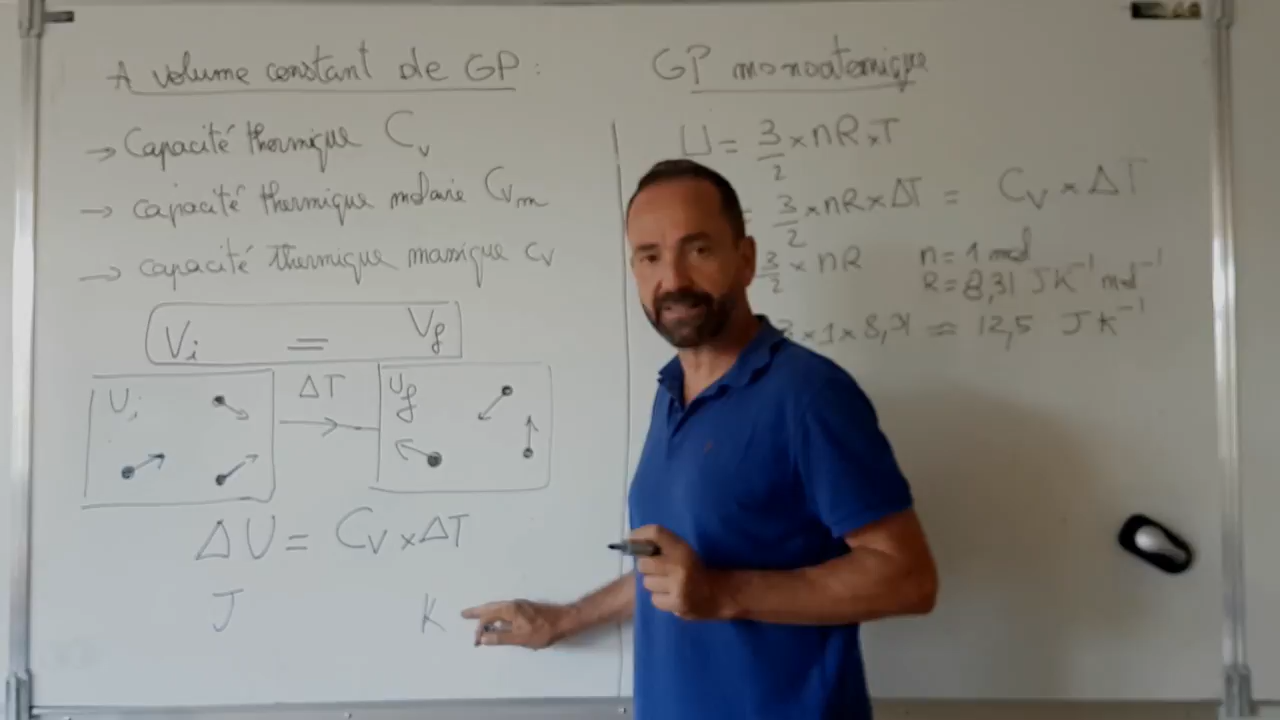 A volume constant de GP :
→ Capacité thermique Cv
→ capacité thermique molaire Cvm
→ capacité thermique massique cv
Vi = Vf
Ui ΔT Uf
ΔU = Cv × ΔT
J K
GP monoatomique
U = 3/2 × nR × T
= 3/2 × nR × ΔT = Cv × ΔT
3/2 × nR n = 1 mol
R = 8,31 JK⁻¹ mol⁻¹
× 1 × 8,31 ≈ 12,5 JK⁻¹